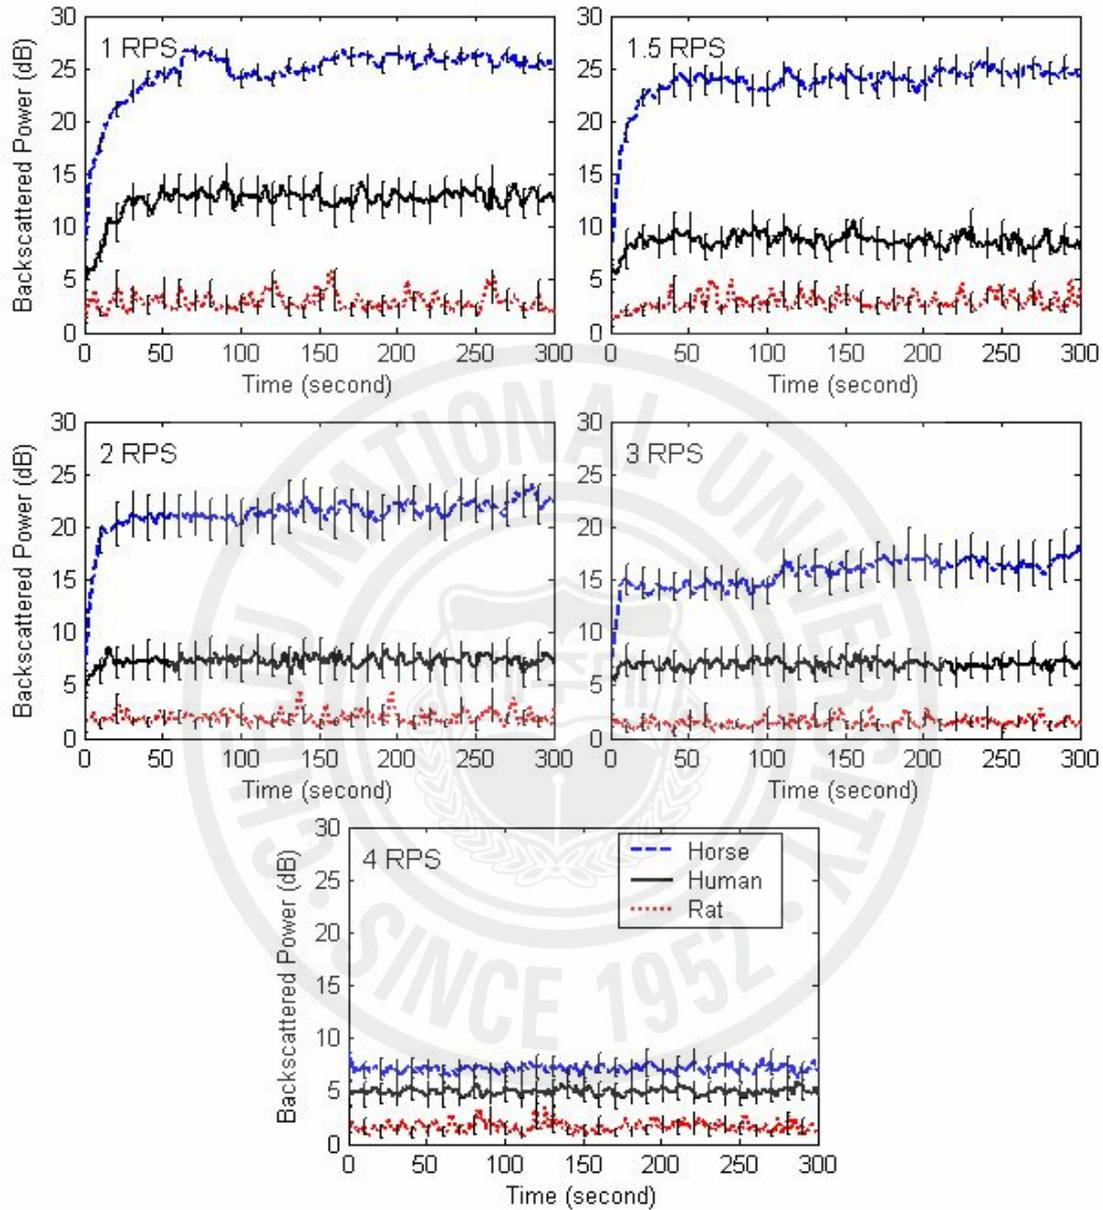 1 RPS
Backscattered Power (dB)
30
25
20
15
10
5
0
0 50 100 150 200 250 300
Time (second)
1.5 RPS
30
25
20
15
10
5
0
0 50 100 150 200 250 300
Time (second)
2 RPS
Backscattered Power (dB)
30
25
20
15
10
5
0
0 50 100 150 200 250 300
Time (second)
3 RPS
30
25
20
15
10
5
0
0 50 100 150 200 250 300
Time (second)
4 RPS
Horse
Human
Rat
Backscattered Power (dB)
30
25
20
15
10
5
0
0 50 100 150 200 250 300
Time (second)
JEJU NATIONAL UNIVERSITY
SINCE 1952